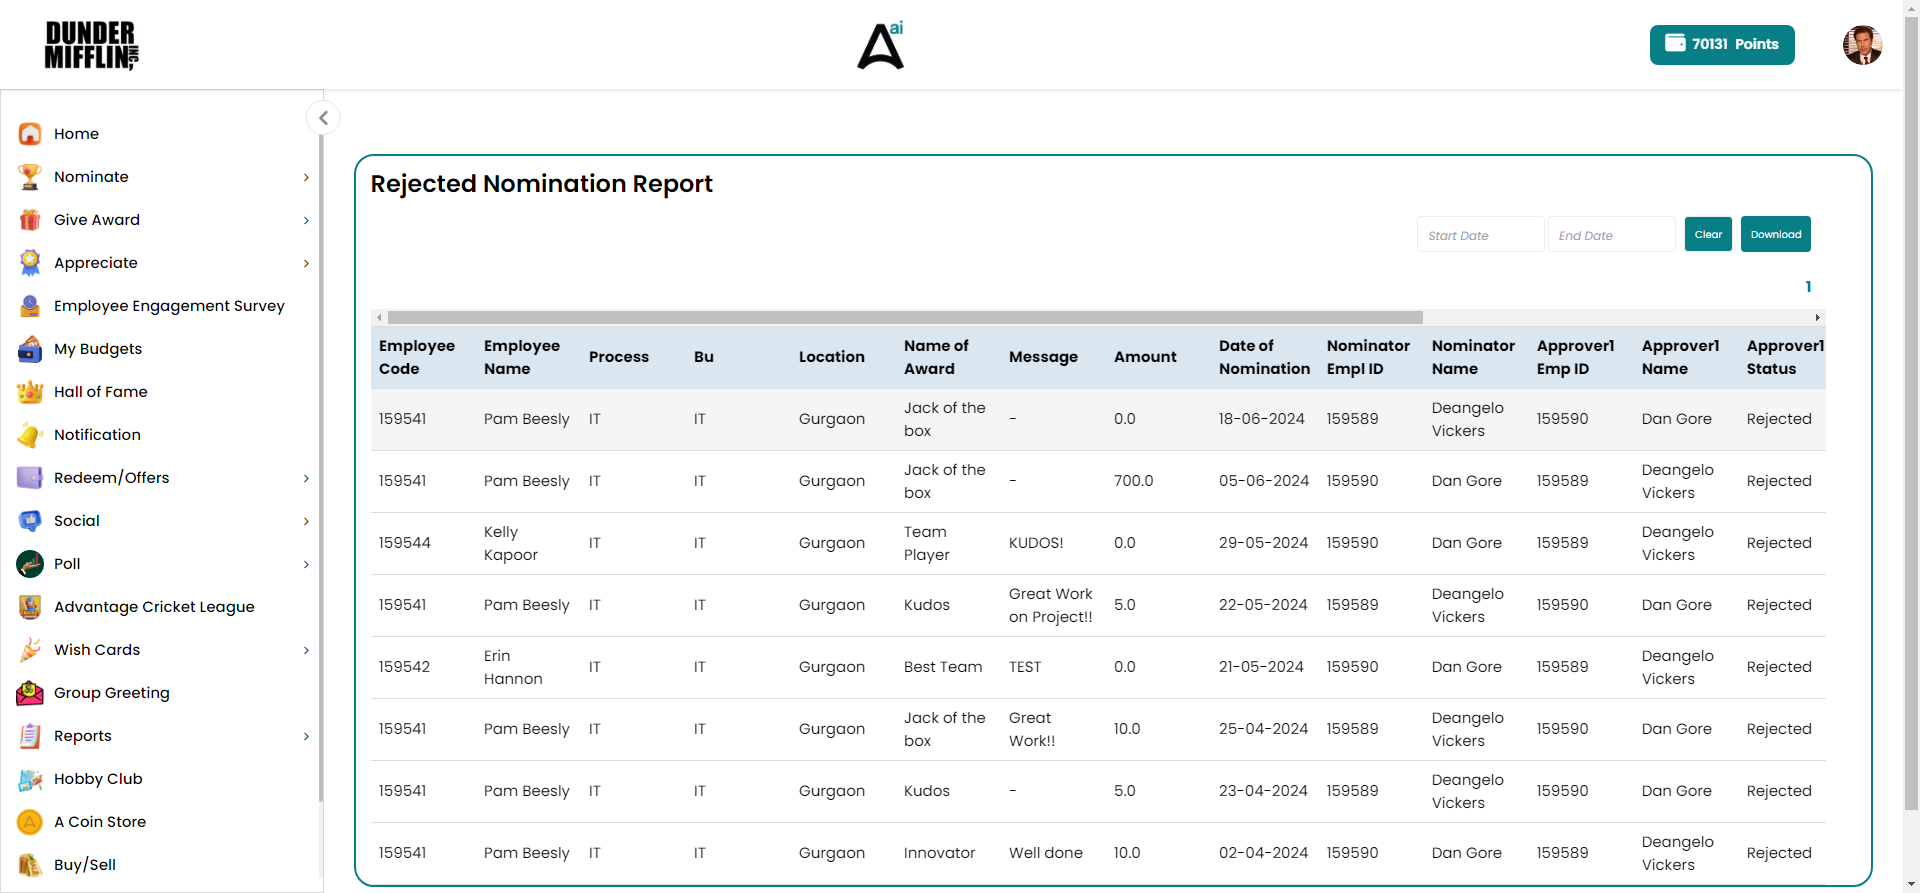 DUNDER
MIFFLIN INC,
ai
70131 Points
Home
Nominate
Give Award
Appreciate
Employee Engagement Survey
My Budgets
Hall of Fame
Notification
Redeem/Offers
Social
Poll
Advantage Cricket League
Wish Cards
Group Greeting
Reports
Hobby Club
A Coin Store
Buy/Sell
Rejected Nomination Report
Start Date End Date Clear Download
1
Employee Code Employee Name Process Bu Location Name of Award Message Amount Date of Nomination Nominator Empl ID Nominator Name Approver1 Emp ID Approver1 Name Approver1 Status
159541 Pam Beesly IT IT Gurgaon Jack of the box - 0.0 18-06-2024 159589 Deangelo Vickers 159590 Dan Gore Rejected
159541 Pam Beesly IT IT Gurgaon Jack of the box - 700.0 05-06-2024 159590 Dan Gore 159589 Deangelo Vickers Rejected
159544 Kelly Kapoor IT IT Gurgaon Team Player KUDOS! 0.0 29-05-2024 159590 Dan Gore 159589 Deangelo Vickers Rejected
159541 Pam Beesly IT IT Gurgaon Kudos Great Work on Project!! 5.0 22-05-2024 159589 Deangelo Vickers 159590 Dan Gore Rejected
159542 Erin Hannon IT IT Gurgaon Best Team TEST 0.0 21-05-2024 159590 Dan Gore 159589 Deangelo Vickers Rejected
159541 Pam Beesly IT IT Gurgaon Jack of the box Great Work!! 10.0 25-04-2024 159589 Deangelo Vickers 159590 Dan Gore Rejected
159541 Pam Beesly IT IT Gurgaon Kudos - 5.0 23-04-2024 159589 Deangelo Vickers 159590 Dan Gore Rejected
159541 Pam Beesly IT IT Gurgaon Innovator Well done 10.0 02-04-2024 159590 Dan Gore 159589 Deangelo Vickers Rejected